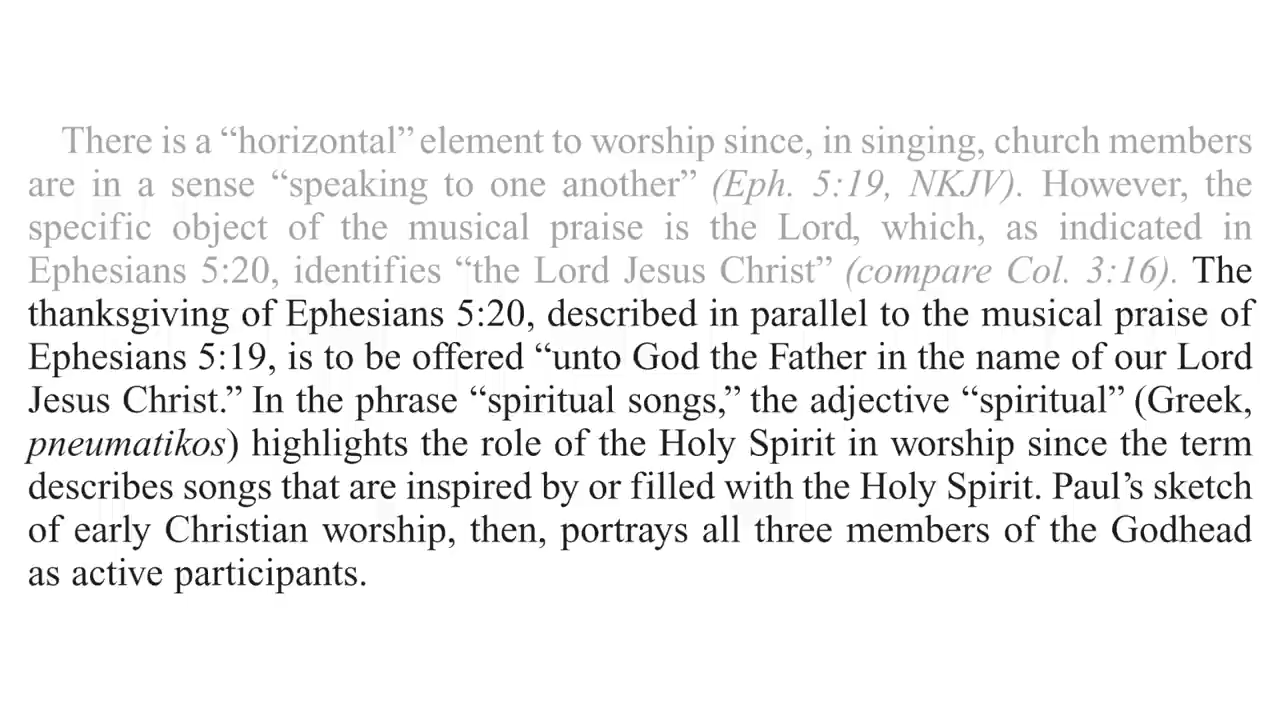 There is a “horizontal” element to worship since, in singing, church members
are in a sense “speaking to one another” (Eph. 5:19, NKJV). However, the
specific object of the musical praise is the Lord, which, as indicated in
Ephesians 5:20, identifies “the Lord Jesus Christ” (compare Col. 3:16). The
thanksgiving of Ephesians 5:20, described in parallel to the musical praise of
Ephesians 5:19, is to be offered “unto God the Father in the name of our Lord
Jesus Christ.” In the phrase “spiritual songs,” the adjective “spiritual” (Greek,
pneumatikos) highlights the role of the Holy Spirit in worship since the term
describes songs that are inspired by or filled with the Holy Spirit. Paul’s sketch
of early Christian worship, then, portrays all three members of the Godhead
as active participants.